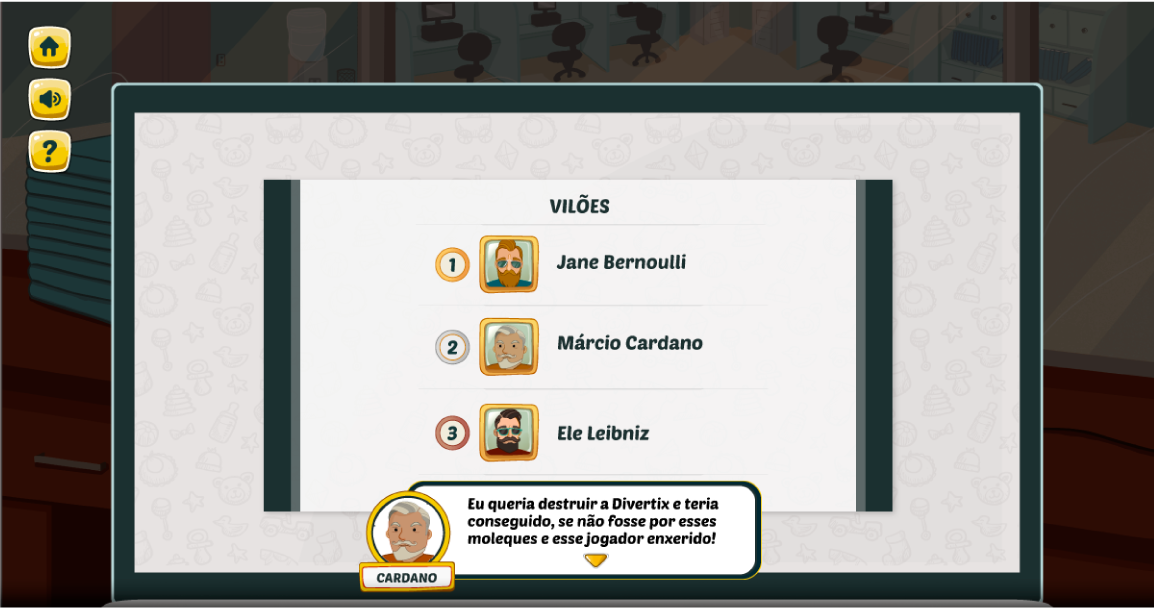 ?
VILÕES
1
Jane Bernoulli
2
Márcio Cardano
3
Ele Leibniz
Eu queria destruir a Divertix e teria
conseguido, se não fosse por esses
moleques e esse jogador enxerido!
CARDANO